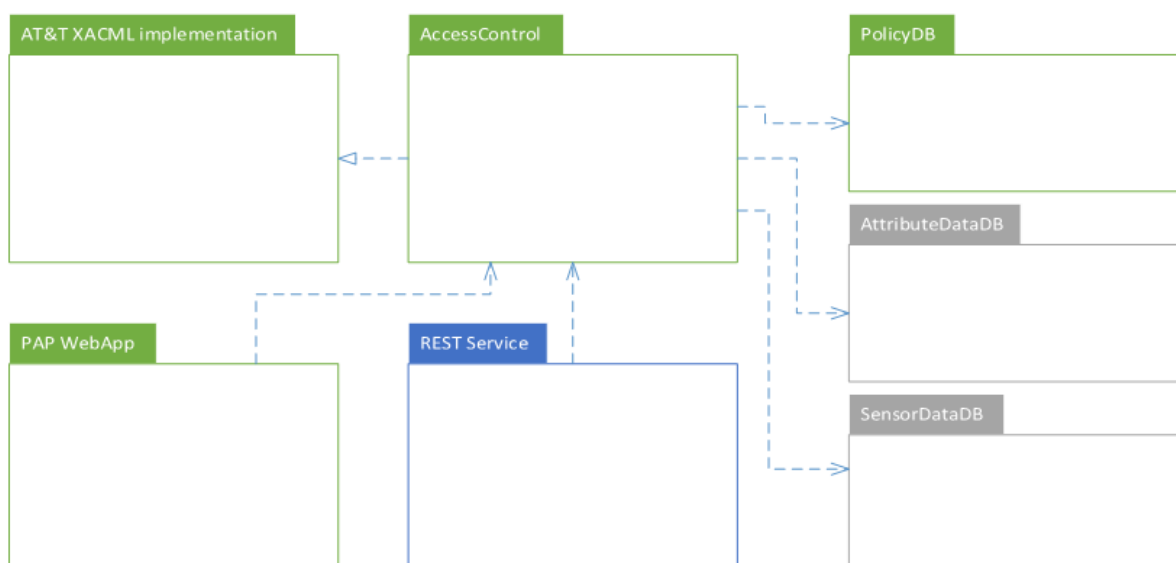 AT&T XACML implementation
AccessControl
PolicyDB
AttributeDataDB
PAP WebApp
REST Service
SensorDataDB